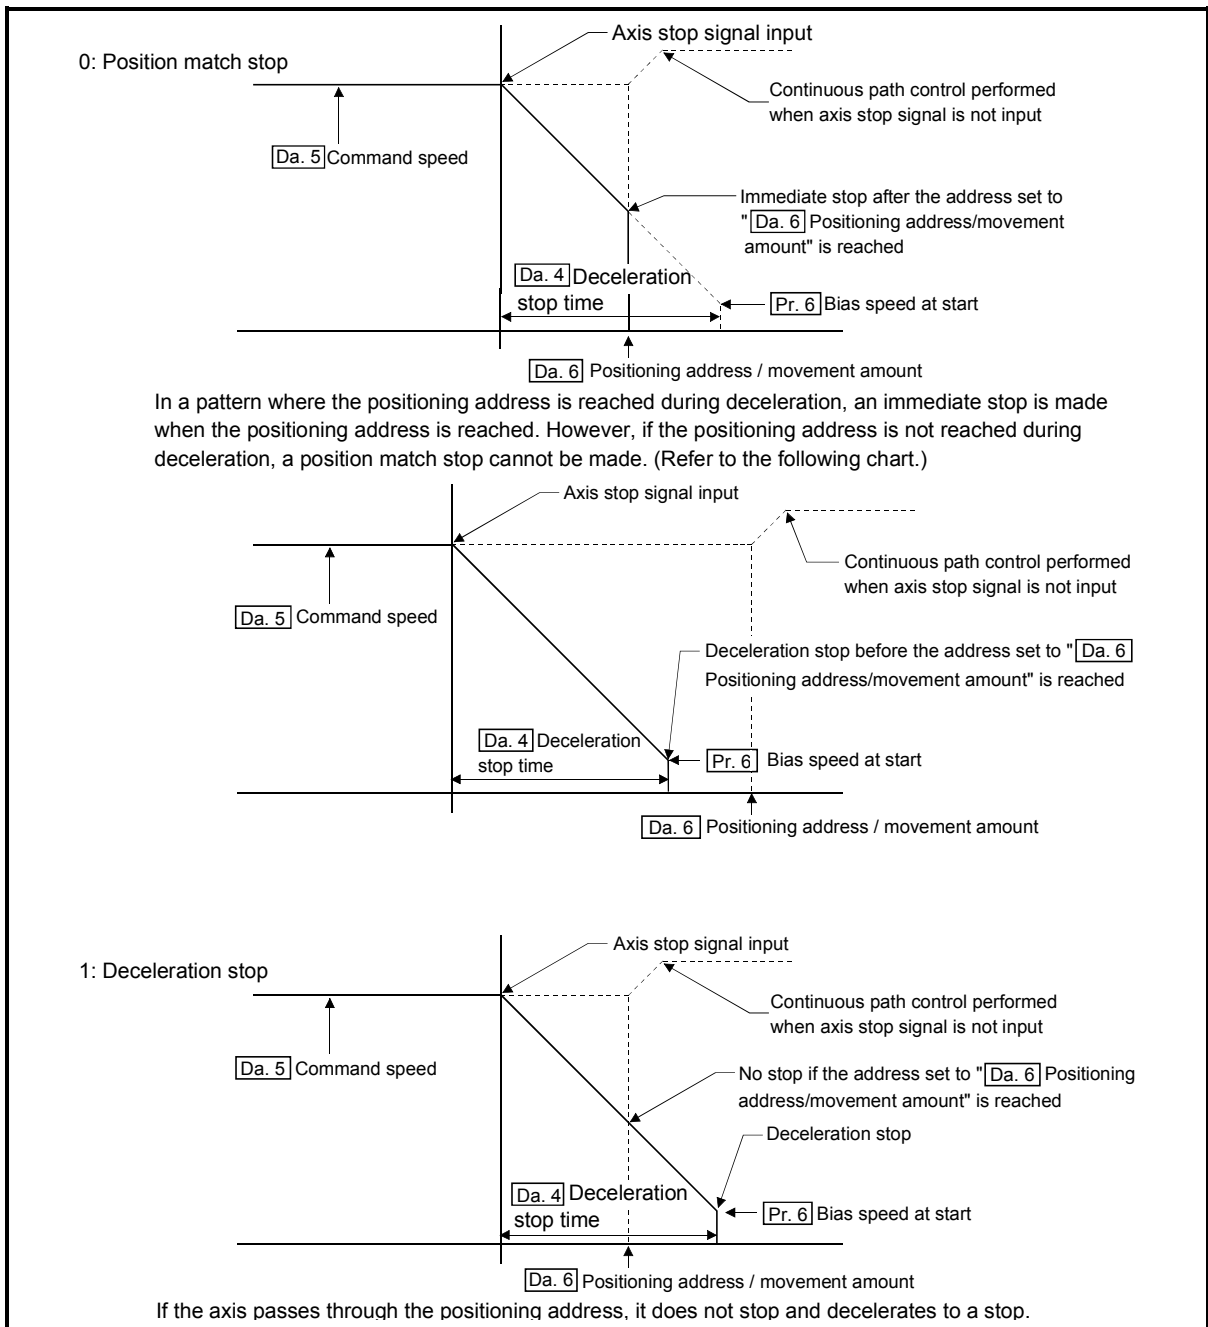 Axis stop signal input
0: Position match stop
Continuous path control performed
when axis stop signal is not input
Da. 5 Command speed
Immediate stop after the address set to
"Da. 6 Positioning address/movement
amount" is reached
Da. 4 Deceleration
stop time
Pr. 6 Bias speed at start
Da. 6 Positioning address / movement amount
In a pattern where the positioning address is reached during deceleration, an immediate stop is made
when the positioning address is reached. However, if the positioning address is not reached during
deceleration, a position match stop cannot be made. (Refer to the following chart.)
Axis stop signal input
Continuous path control performed
when axis stop signal is not input
Da. 5 Command speed
Deceleration stop before the address set to "Da. 6
Positioning address/movement amount" is reached
Da. 4 Deceleration
stop time
Pr. 6 Bias speed at start
Da. 6 Positioning address / movement amount
Axis stop signal input
1: Deceleration stop
Continuous path control performed
when axis stop signal is not input
Da. 5 Command speed
No stop if the address set to "Da. 6 Positioning
address/movement amount" is reached
Deceleration stop
Da. 4 Deceleration
stop time
Pr. 6 Bias speed at start
Da. 6 Positioning address / movement amount
If the axis passes through the positioning address, it does not stop and decelerates to a stop.